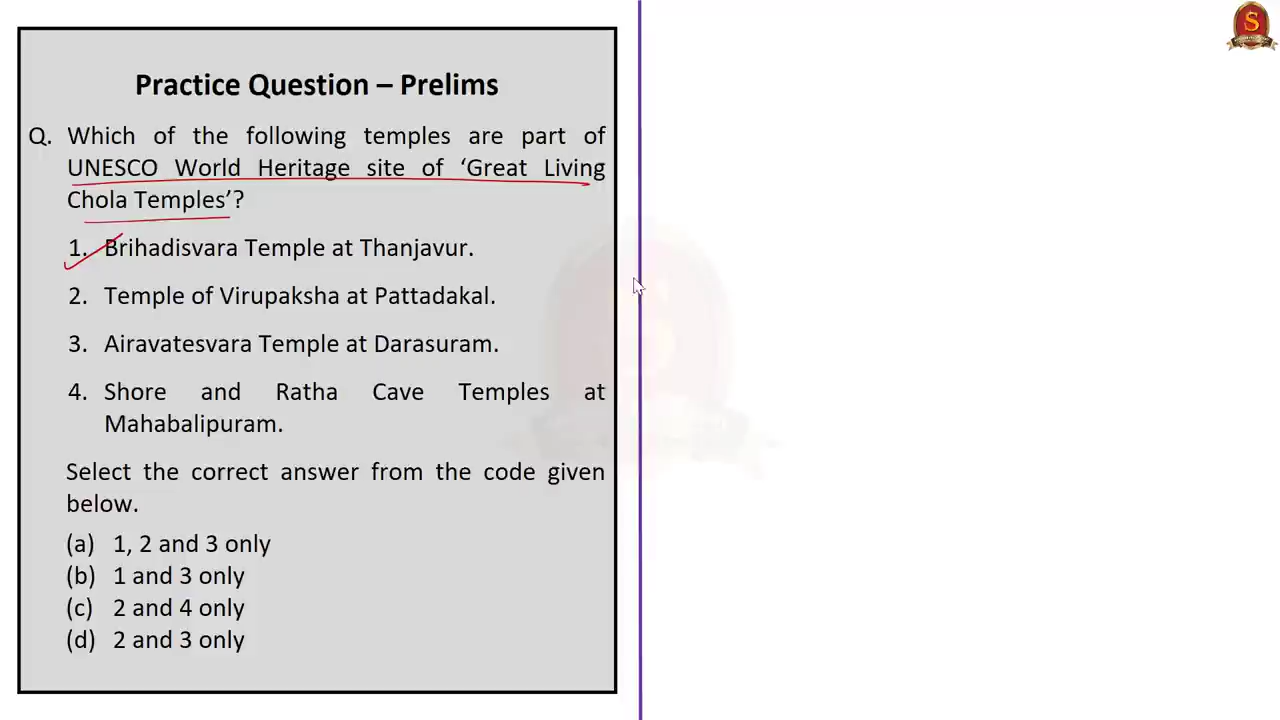 Practice Question – Prelims
Q. Which of the following temples are part of
UNESCO World Heritage site of ‘Great Living
Chola Temples’?
1. Brihadisvara Temple at Thanjavur.
2. Temple of Virupaksha at Pattadakal.
3. Airavatesvara Temple at Darasuram.
4. Shore and Ratha Cave Temples at
Mahabalipuram.
Select the correct answer from the code given
below.
(a) 1, 2 and 3 only
(b) 1 and 3 only
(c) 2 and 4 only
(d) 2 and 3 only
S